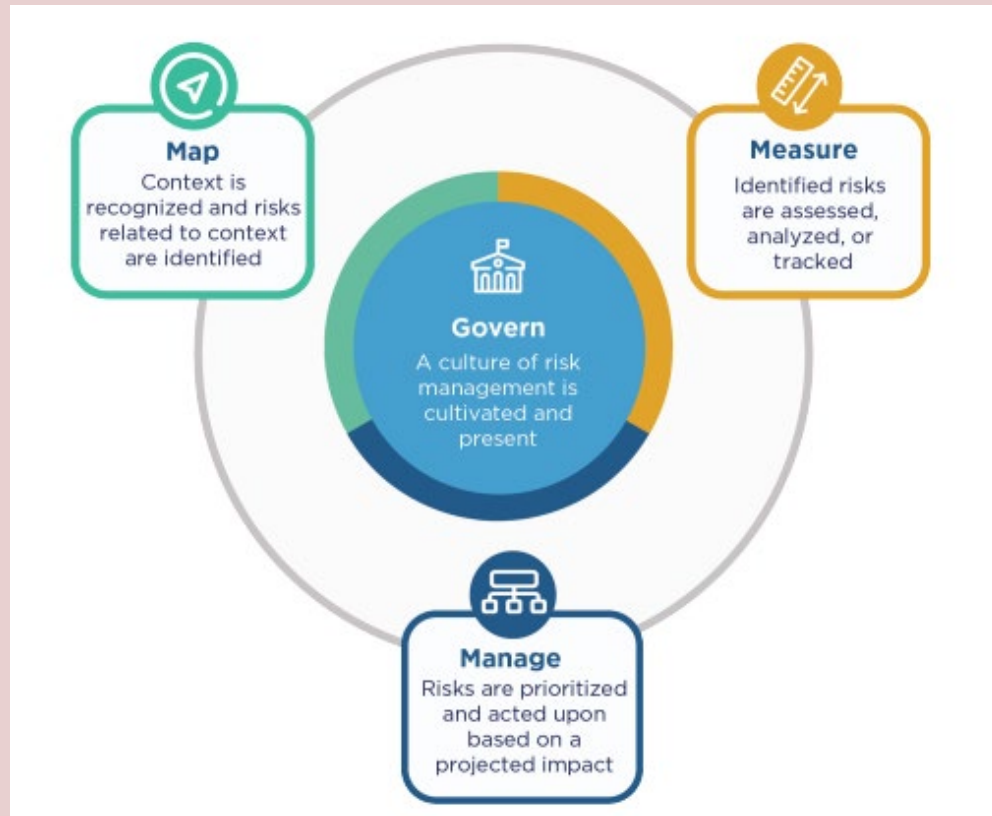 Map
Context is
recognized and risks
related to context
are identified
Measure
Identified risks
are assessed,
analyzed, or
tracked
Govern
A culture of risk
management is
cultivated and
present
Manage
Risks are prioritized
and acted upon
based on a
projected impact